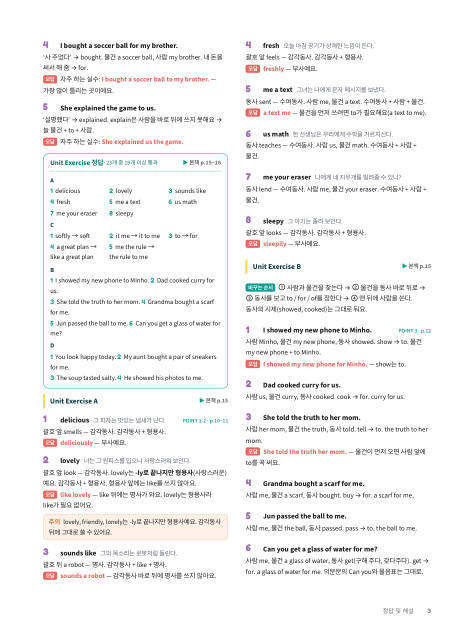 4 I bought a soccer ball for my brother.
'사 주었다' → bought. 물건 a soccer ball, 사람 my brother. 내 돈을
써서 해 줌 → for.
오답 자주 하는 실수: I bought a soccer ball to my brother. —
가장 많이 틀리는 곳이에요.
5 She explained the game to us.
'설명했다' → explained. explain은 사람을 바로 뒤에 쓰지 못해요 →
늘 물건 + to + 사람.
오답 자주 하는 실수: She explained us the game.
Unit Exercise 정답 · 23개 중 19개 이상 통과 ▶ 본책 p.15–16
A
1 delicious 2 lovely 3 sounds like
4 fresh 5 me a text 6 us math
7 me your eraser 8 sleepy
C
1 softly → soft 2 it me → it to me 3 to → for
4 a great plan → 5 me the rule →
like a great plan the rule to me
B
1 I showed my new phone to Minho. 2 Dad cooked curry for
us.
3 She told the truth to her mom. 4 Grandma bought a scarf
for me.
5 Jun passed the ball to me. 6 Can you get a glass of water for
me?
D
1 You look happy today. 2 My aunt bought a pair of sneakers
for me.
3 The soup tasted salty. 4 He showed his photos to me.
Unit Exercise A ▶ 본책 p.15
1 delicious 그 피자는 맛있는 냄새가 난다. POINT 1·2 · p.10–11
괄호 앞 smells — 감각동사. 감각동사 + 형용사.
오답 deliciously — 부사예요.
2 lovely 너는 그 원피스를 입으니 사랑스러워 보인다.
괄호 앞 look — 감각동사. lovely는 -ly로 끝나지만 형용사(사랑스러운)
예요. 감각동사 + 형용사. 형용사 앞에는 like를 쓰지 않아요.
오답 like lovely — like 뒤에는 명사가 와요. lovely는 형용사라
like가 필요 없어요.
주의 lovely, friendly, lonely는 -ly로 끝나지만 형용사예요. 감각동사
뒤에 그대로 쓸 수 있어요.
3 sounds like 그의 목소리는 로봇처럼 들린다.
괄호 뒤 a robot — 명사. 감각동사 + like + 명사.
오답 sounds a robot — 감각동사 바로 뒤에 명사를 쓰지 않아요.
4 fresh 오늘 아침 공기가 상쾌한 느낌이 든다.
괄호 앞 feels — 감각동사. 감각동사 + 형용사.
오답 freshly — 부사예요.
5 me a text 그녀는 나에게 문자 메시지를 보냈다.
동사 sent — 수여동사. 사람 me, 물건 a text. 수여동사 + 사람 + 물건.
오답 a text me — 물건을 먼저 쓰려면 to가 필요해요(a text to me).
6 us math 한 선생님은 우리에게 수학을 가르치신다.
동사 teaches — 수여동사. 사람 us, 물건 math. 수여동사 + 사람 +
물건.
7 me your eraser 나에게 네 지우개를 빌려줄 수 있니?
동사 lend — 수여동사. 사람 me, 물건 your eraser. 수여동사 + 사람 +
물건.
8 sleepy 그 아기는 졸려 보인다.
괄호 앞 looks — 감각동사. 감각동사 + 형용사.
오답 sleepily — 부사예요.
Unit Exercise B ▶ 본책 p.15
바꾸는 순서 ① 사람과 물건을 찾는다 → ② 물건을 동사 바로 뒤로 →
③ 동사를 보고 to / for / of를 정한다 → ④ 맨 뒤에 사람을 쓴다.
동사의 시제(showed, cooked)는 그대로 둬요.
1 I showed my new phone to Minho. POINT 3 · p.12
사람 Minho, 물건 my new phone, 동사 showed. show → to. 물건
my new phone + to Minho.
오답 I showed my new phone for Minho. — show는 to.
2 Dad cooked curry for us.
사람 us, 물건 curry, 동사 cooked. cook → for. curry for us.
3 She told the truth to her mom.
사람 her mom, 물건 the truth, 동사 told. tell → to. the truth to her
mom.
오답 She told the truth her mom. — 물건이 먼저 오면 사람 앞에
to를 꼭 써요.
4 Grandma bought a scarf for me.
사람 me, 물건 a scarf, 동사 bought. buy → for. a scarf for me.
5 Jun passed the ball to me.
사람 me, 물건 the ball, 동사 passed. pass → to. the ball to me.
6 Can you get a glass of water for me?
사람 me, 물건 a glass of water, 동사 get(구해 주다, 갖다주다). get →
for. a glass of water for me. 의문문의 Can you와 물음표는 그대로.
정답 및 해설 3